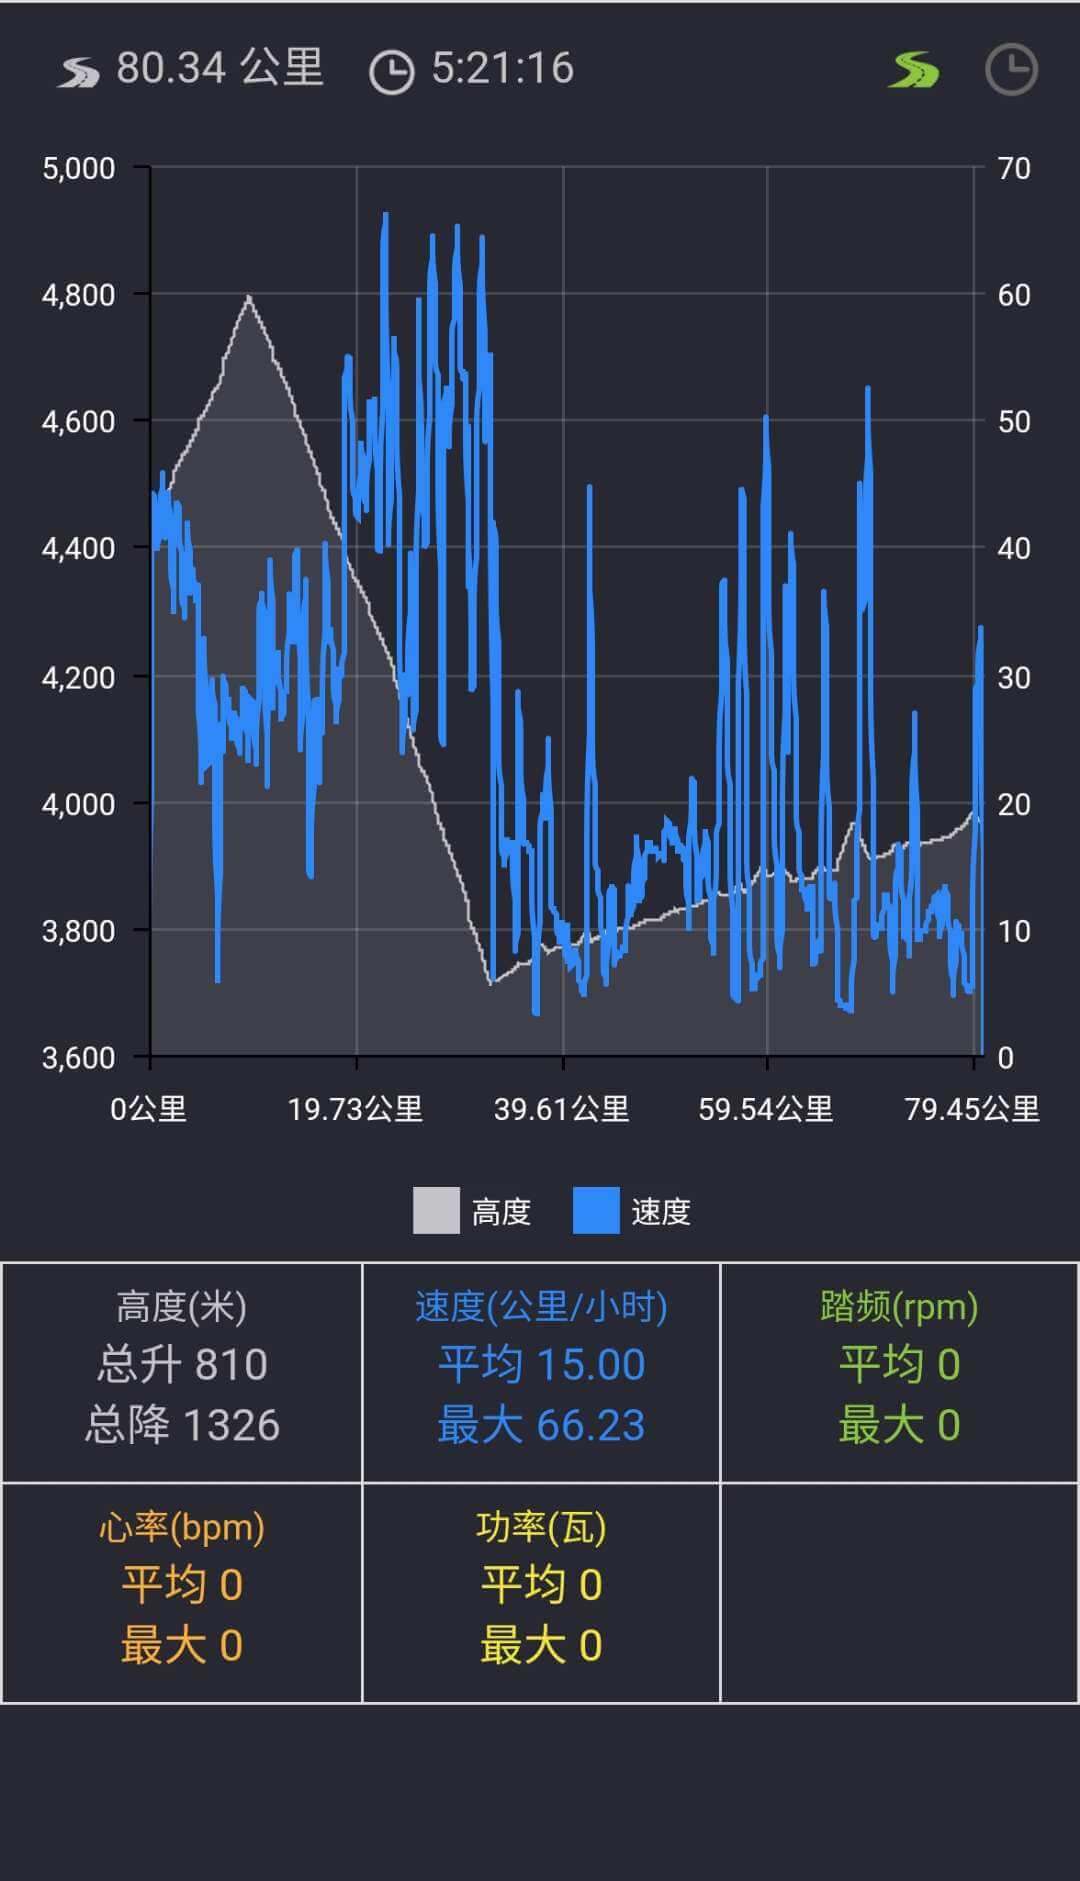 80.34 公里 5:21:16
5,000 70
4,800 60
4,600 50
4,400 40
4,200 30
4,000 20
3,800 10
3,600 0
0公里 19.73公里 39.61公里 59.54公里 79.45公里
高度 速度
高度(米)
总升 810
总降 1326
速度(公里/小时)
平均 15.00
最大 66.23
踏频(rpm)
平均 0
最大 0
心率(bpm)
平均 0
最大 0
功率(瓦)
平均 0
最大 0